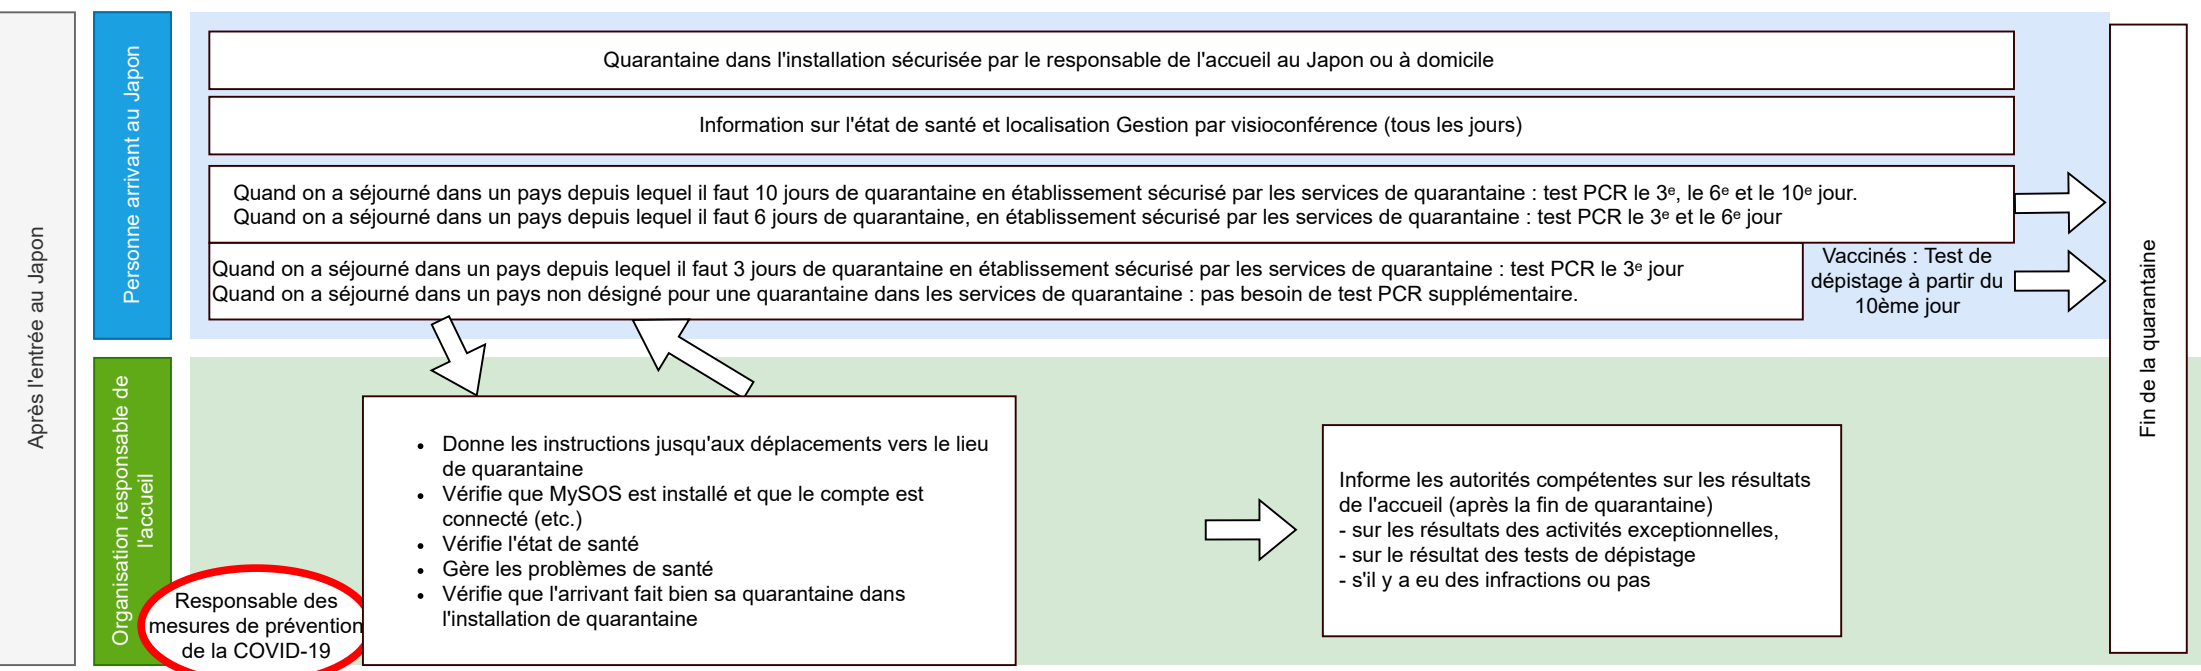 Après l'entrée au Japon
Personne arrivant au Japon
Quarantaine dans l'installation sécurisée par le responsable de l'accueil au Japon ou à domicile
Information sur l'état de santé et localisation Gestion par visioconférence (tous les jours)
Quand on a séjourné dans un pays depuis lequel il faut 10 jours de quarantaine en établissement sécurisé par les services de quarantaine : test PCR le 3ᵉ, le 6ᵉ et le 10ᵉ jour.
Quand on a séjourné dans un pays depuis lequel il faut 6 jours de quarantaine, en établissement sécurisé par les services de quarantaine : test PCR le 3ᵉ et le 6ᵉ jour
Quand on a séjourné dans un pays depuis lequel il faut 3 jours de quarantaine en établissement sécurisé par les services de quarantaine : test PCR le 3ᵉ jour
Quand on a séjourné dans un pays non désigné pour une quarantaine dans les services de quarantaine : pas besoin de test PCR supplémentaire.
Vaccinés : Test de
dépistage à partir du
10ème jour
Fin de la quarantaine
Organisation responsable de
l'accueil
Responsable des
mesures de prévention
de la COVID-19
• Donne les instructions jusqu'aux déplacements vers le lieu
de quarantaine
• Vérifie que MySOS est installé et que le compte est
connecté (etc.)
• Vérifie l'état de santé
• Gère les problèmes de santé
• Vérifie que l'arrivant fait bien sa quarantaine dans
l'installation de quarantaine
Informe les autorités compétentes sur les résultats
de l'accueil (après la fin de quarantaine)
- sur les résultats des activités exceptionnelles,
- sur le résultat des tests de dépistage
- s'il y a eu des infractions ou pas